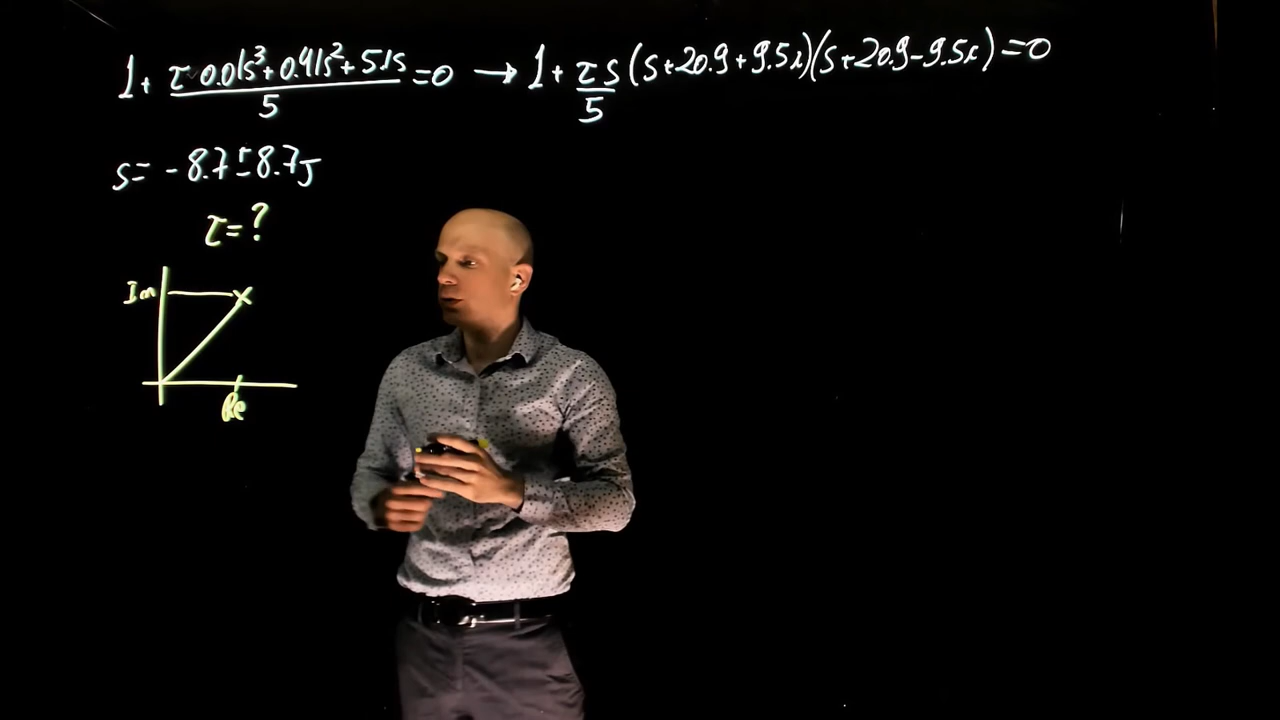 1 + τ 0.01s³+0.41s²+5.1s / 5 = 0 → 1 + τ/5 s (s+20.9+9.5i)(s+20.9-9.5i) = 0
s = - 8.7 ± 8.7j
τ = ?
Im
Re